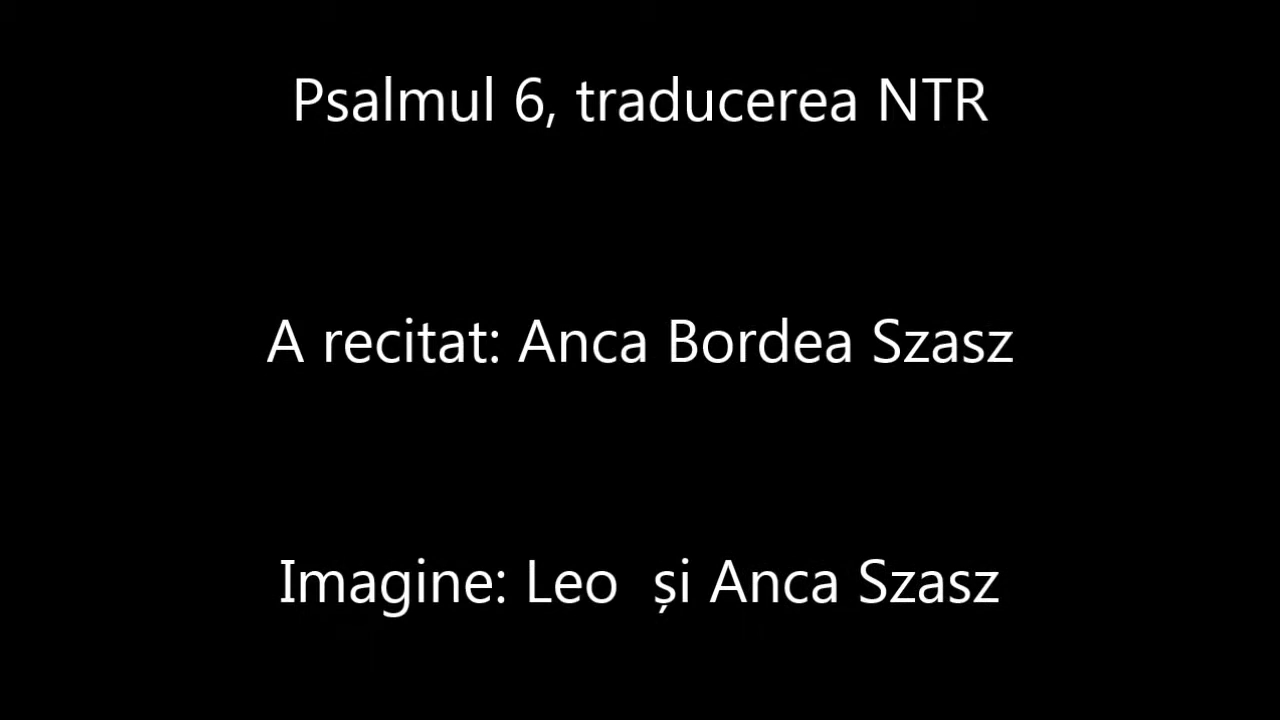 Psalmul 6, traducerea NTR
A recitat: Anca Bordea Szasz
Imagine: Leo  și Anca Szasz